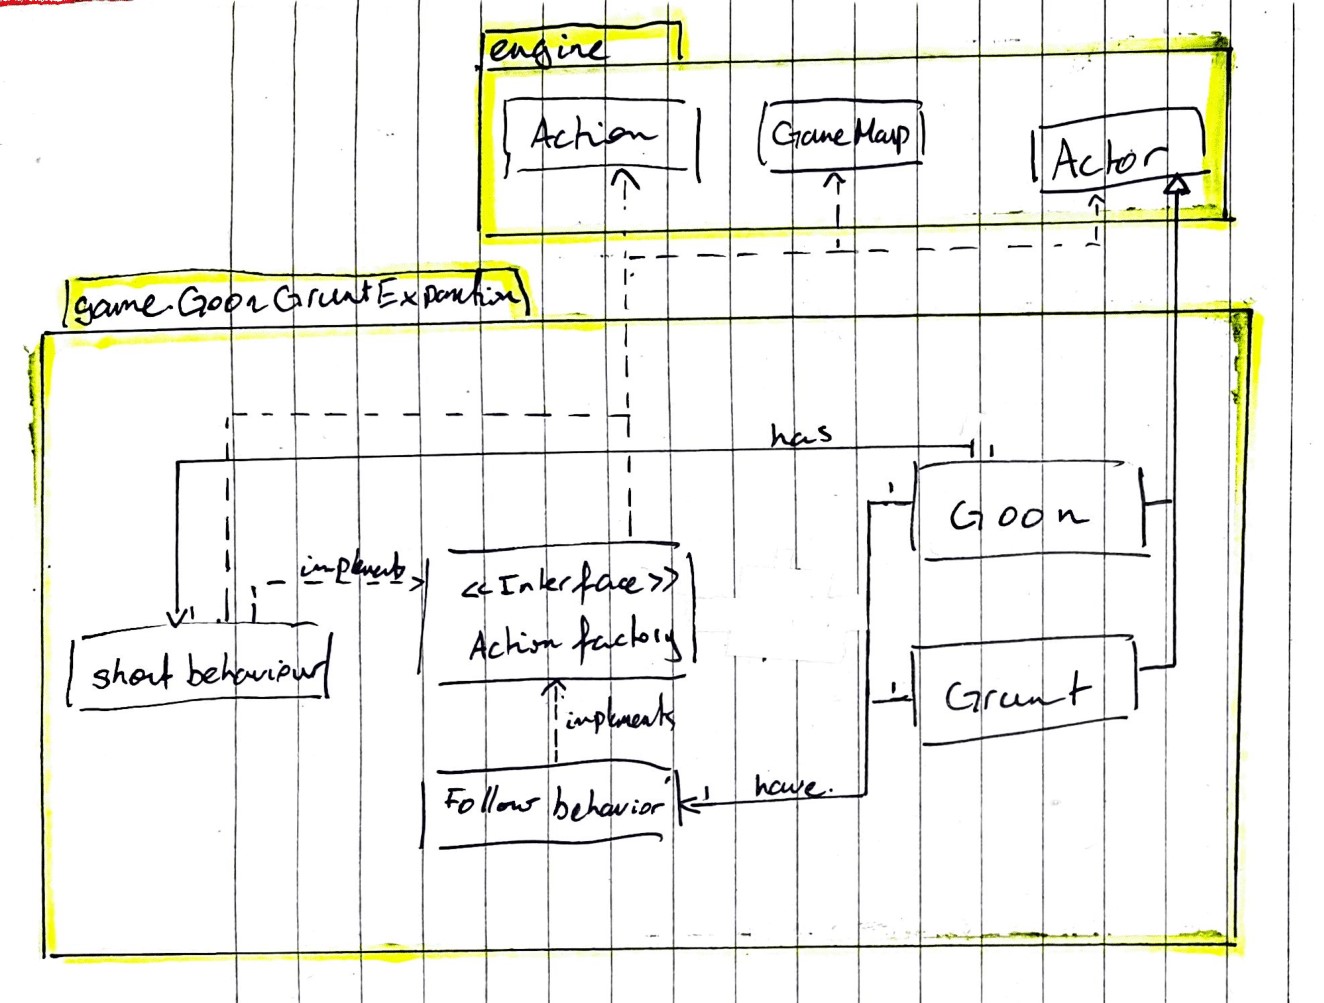 engine
Action
GameMap
Actor
game.GoonGruntExpanction
has
1
1
Goon
implements
1
<<Interface>>
Action factory
short behaviour
1
Grunt
implements
Follow behavior
1
have.